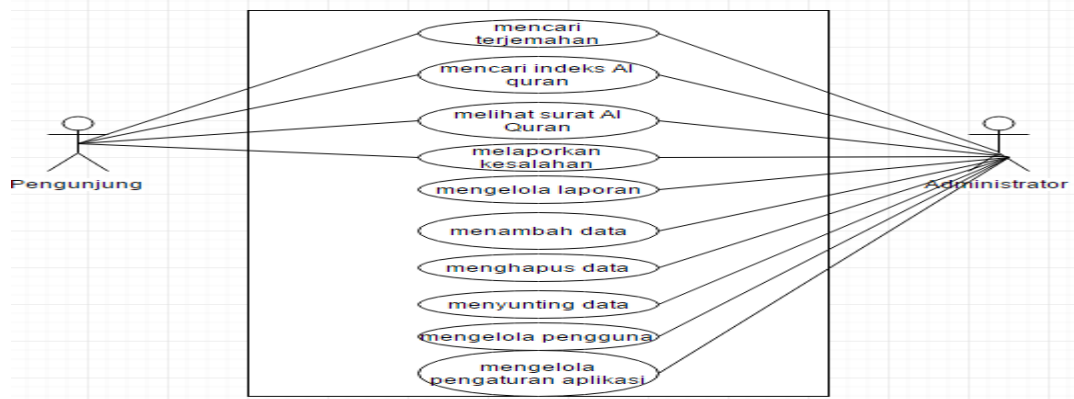 mencari
terjemahan
mencari indeks Al
quran
melihat surat Al
Quran
melaporkan
kesalahan
Pengunjung
Administrator
mengelola laporan
menambah data
menghapus data
menyunting data
mengelola pengguna
mengelola
pengaturan aplikasi